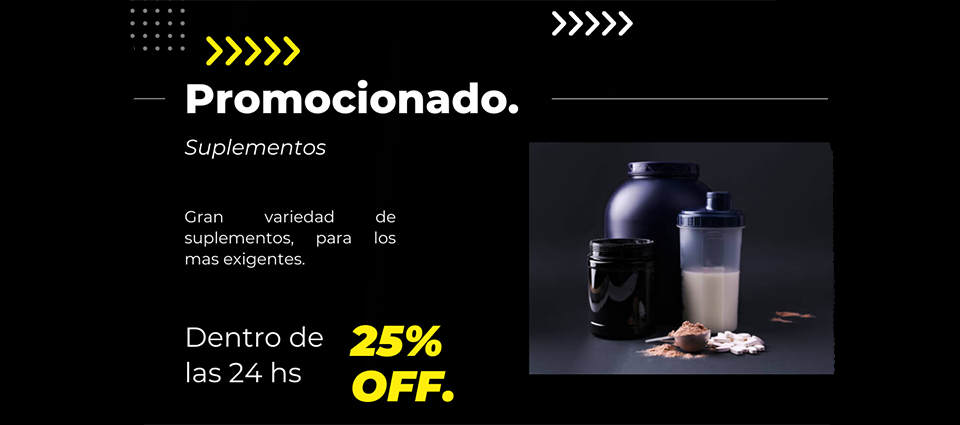 Promocionado.
Suplementos
Gran variedad de
suplementos, para los
mas exigentes.
Dentro de
las 24 hs
25%
OFF.